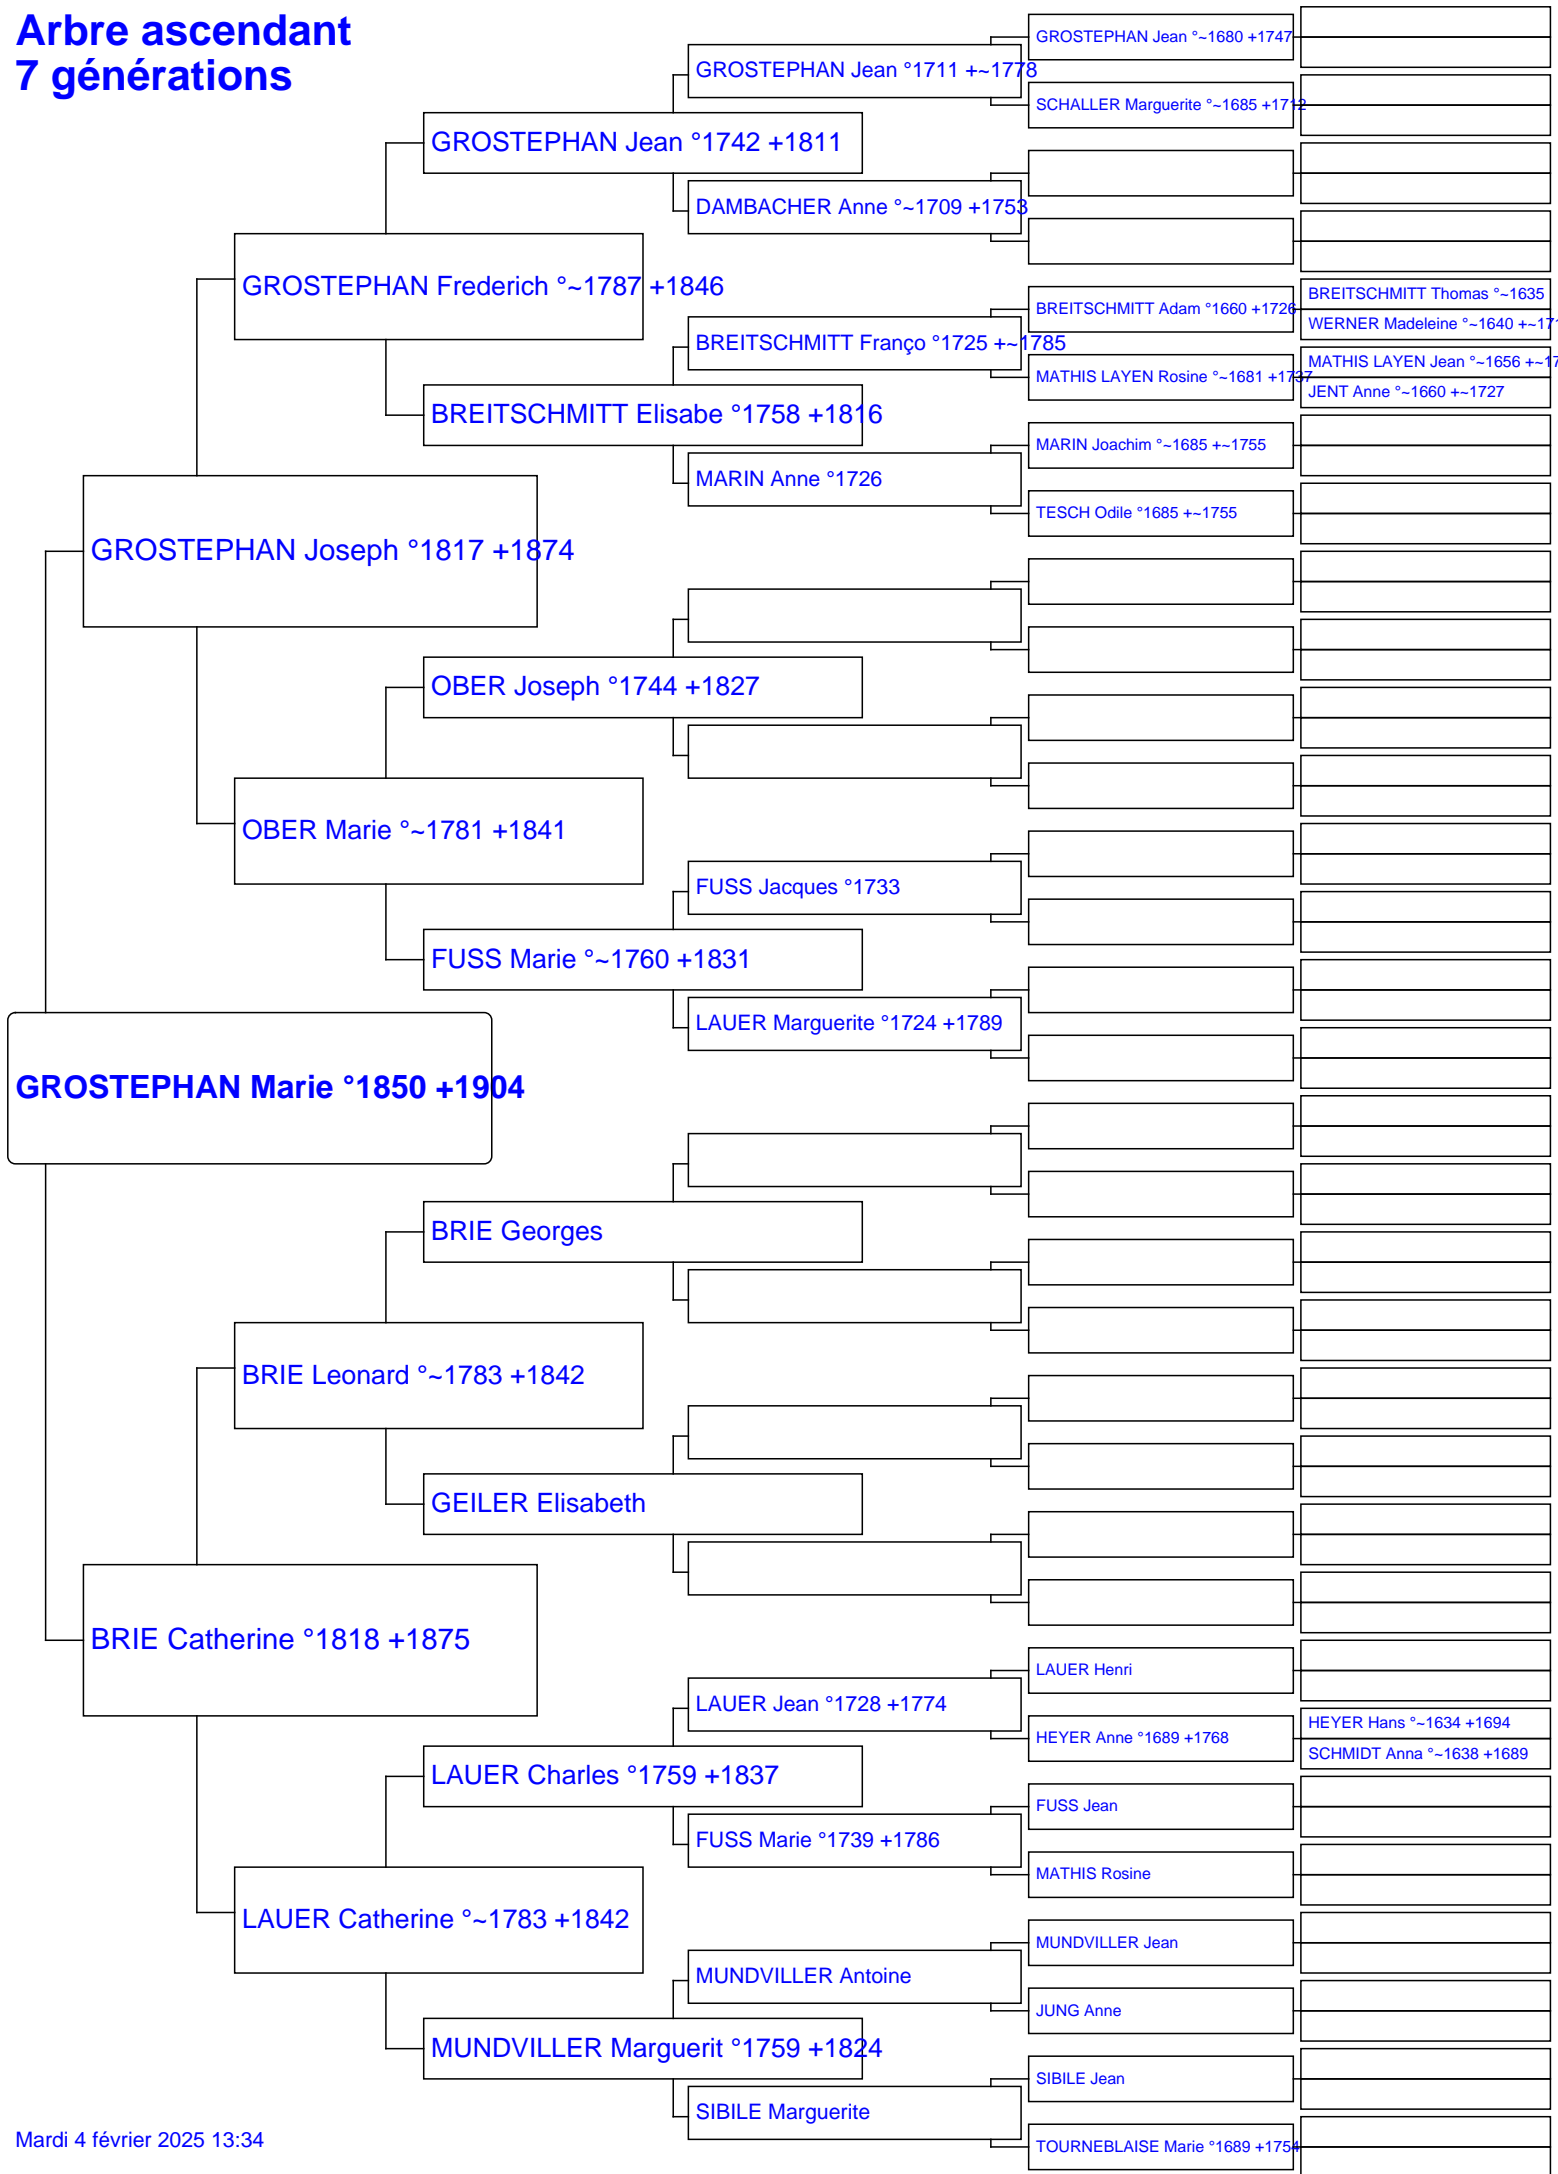 Arbre ascendant
7 générations
GROSTEPHAN Marie °1850 +1904
GROSTEPHAN Joseph °1817 +1874
BRIE Catherine °1818 +1875
GROSTEPHAN Frederich °~1787 +1846
OBER Marie °~1781 +1841
BRIE Leonard °~1783 +1842
LAUER Catherine °~1783 +1842
GROSTEPHAN Jean °1742 +1811
BREITSCHMITT Elisabe °1758 +1816
OBER Joseph °1744 +1827
FUSS Marie °~1760 +1831
BRIE Georges
GEILER Elisabeth
LAUER Charles °1759 +1837
MUNDVILLER Marguerit °1759 +1824
GROSTEPHAN Jean °1711 +~1778
DAMBACHER Anne °~1709 +1753
BREITSCHMITT Franço °1725 +~1785
MARIN Anne °1726
FUSS Jacques °1733
LAUER Marguerite °1724 +1789
LAUER Jean °1728 +1774
FUSS Marie °1739 +1786
MUNDVILLER Antoine
SIBILE Marguerite
GROSTEPHAN Jean °~1680 +1747
SCHALLER Marguerite °~1685 +1712
BREITSCHMITT Adam °1660 +1726
MATHIS LAYEN Rosine °~1681 +1737
MARIN Joachim °~1685 +~1755
TESCH Odile °1685 +~1755
LAUER Henri
HEYER Anne °1689 +1768
FUSS Jean
MATHIS Rosine
MUNDVILLER Jean
JUNG Anne
SIBILE Jean
TOURNEBLAISE Marie °1689 +1754
BREITSCHMITT Thomas °~1635
WERNER Madeleine °~1640 +~17
MATHIS LAYEN Jean °~1656 +~17
JENT Anne °~1660 +~1727
HEYER Hans °~1634 +1694
SCHMIDT Anna °~1638 +1689
Mardi 4 février 2025 13:34